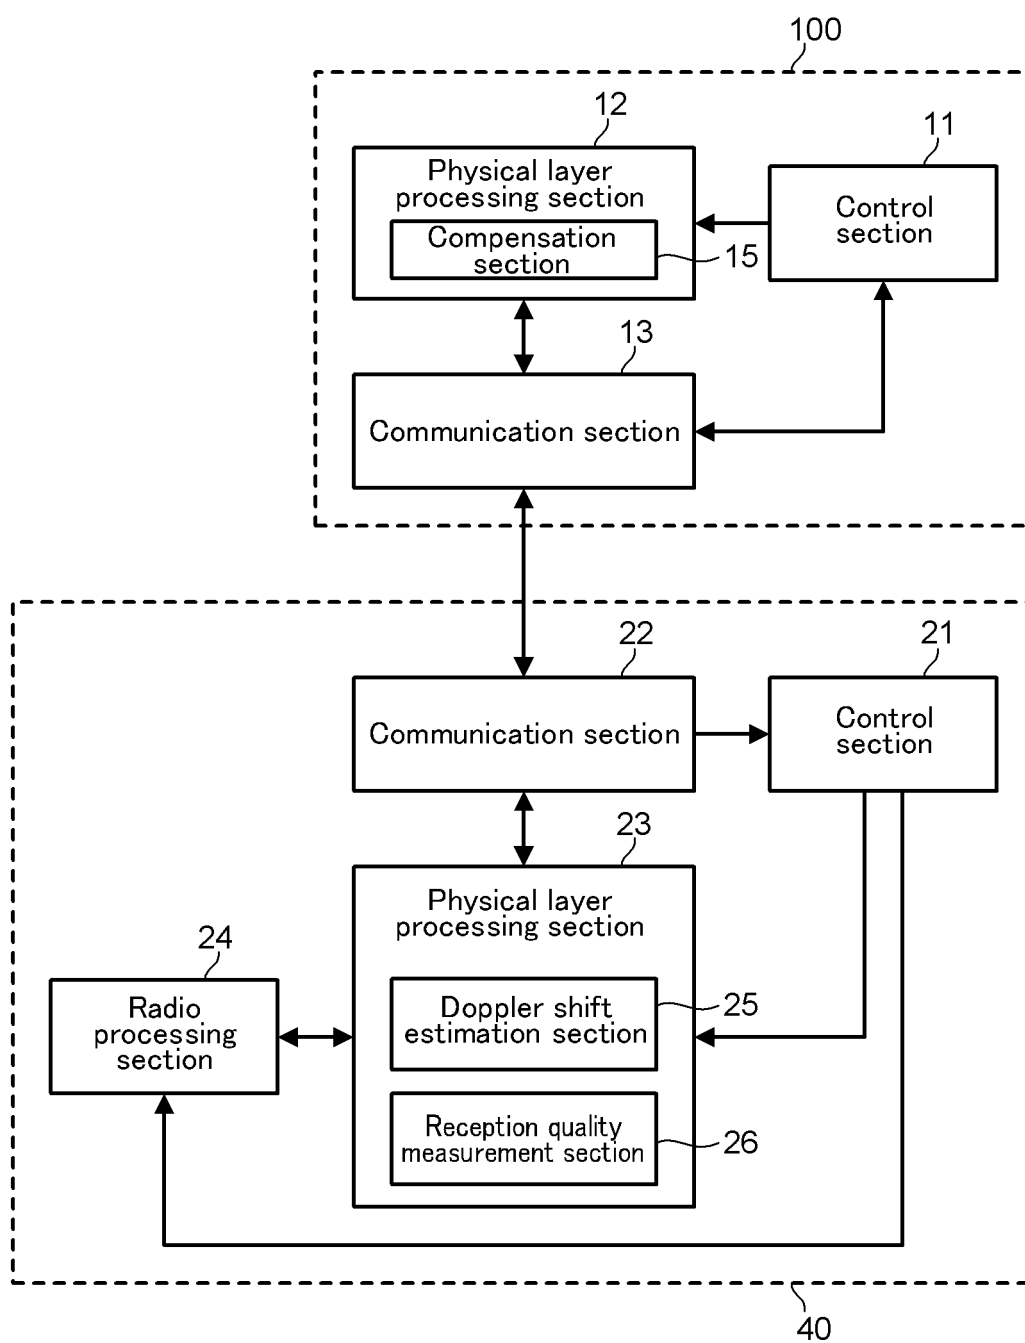 100
12
11
Physical layer
processing section
Control
section
Compensation
section
15
13
Communication section
22
21
Communication section
Control
section
23
Physical layer
processing section
24
Radio
processing
section
Doppler shift
estimation section
25
Reception quality
measurement section
26
40